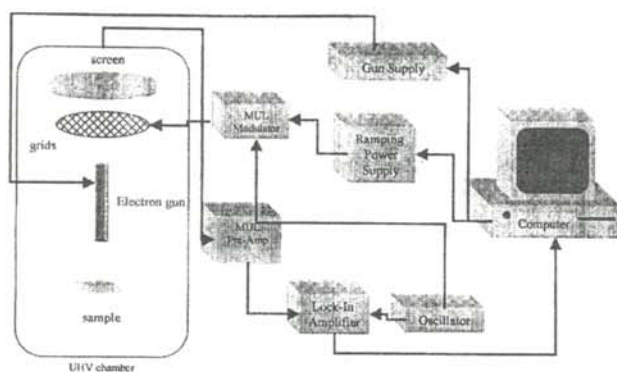 screen
Gun Supply
MUL
Modulator
Ramping
Power
Supply
grids
Electron gun
MUL
Pre-Amp
Computer
Lock-In
Amplifier
Oscillator
sample
UHV chamber